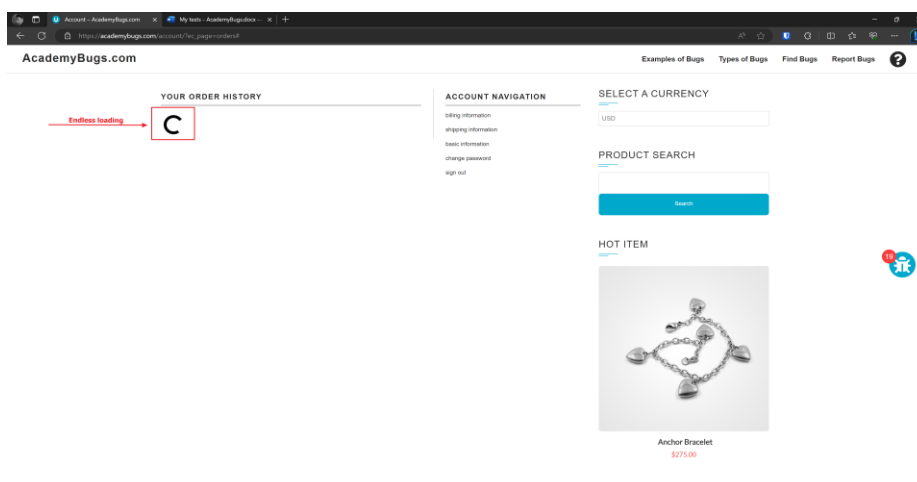 Account – AcademyBugs.com
My tests - AcademyBugs.docx -
https://academybugs.com/account/?ec_page=orders#
AcademyBugs.com
Examples of Bugs
Types of Bugs
Find Bugs
Report Bugs
YOUR ORDER HISTORY
Endless loading
ACCOUNT NAVIGATION
billing information
shipping information
basic information
change password
sign out
SELECT A CURRENCY
USD
PRODUCT SEARCH
Search
HOT ITEM
19
Anchor Bracelet
$275.00